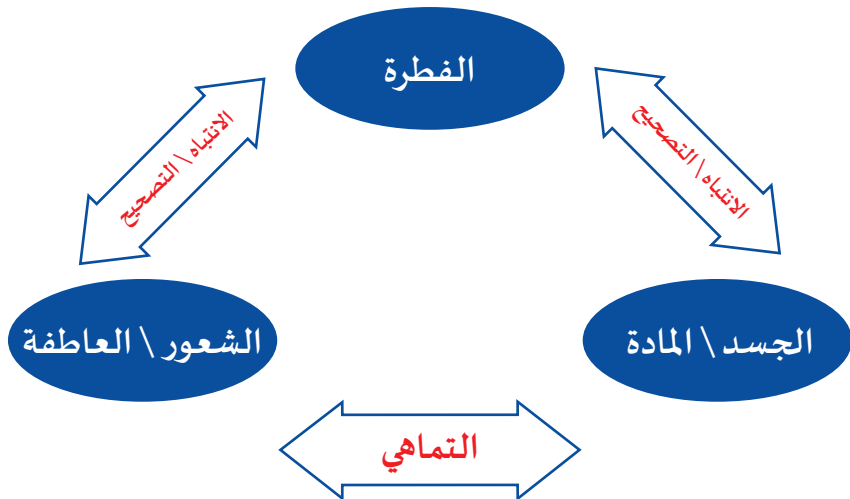 الفطرة
الانتباه \ التصحيح
الانتباه \ التصحيح
الجسد \ المادة
الشعور \ العاطفة
التماهي